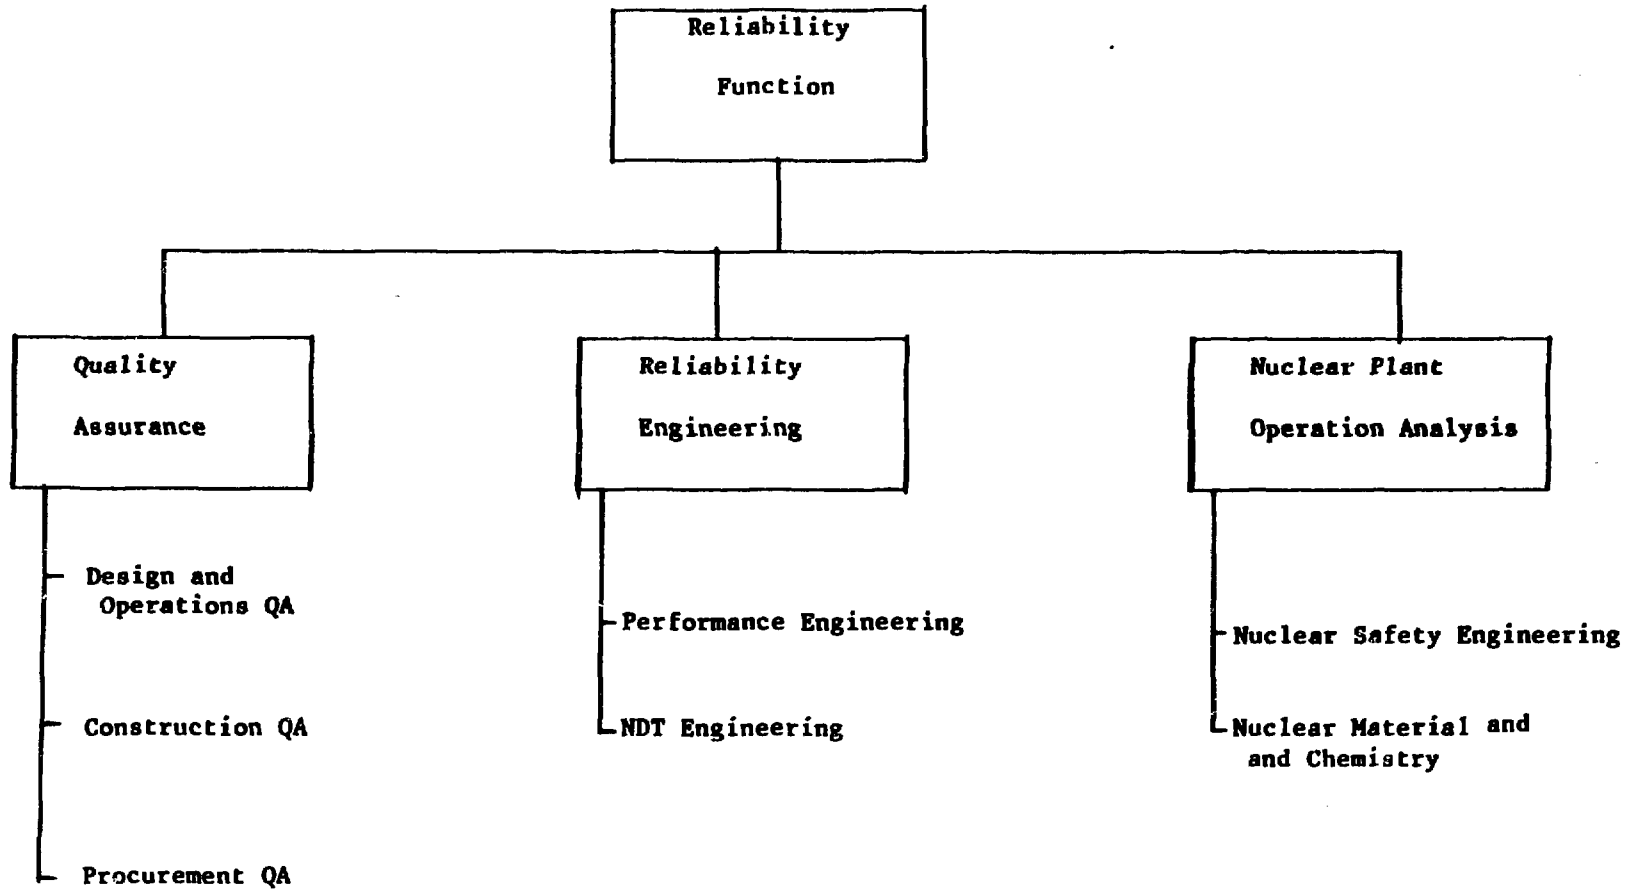 Reliability
Function
Quality
Assurance
Reliability
Engineering
Nuclear Plant
Operation Analysis
Design and
Operations QA
Construction QA
Procurement QA
Performance Engineering
NDT Engineering
Nuclear Safety Engineering
Nuclear Material and
and Chemistry